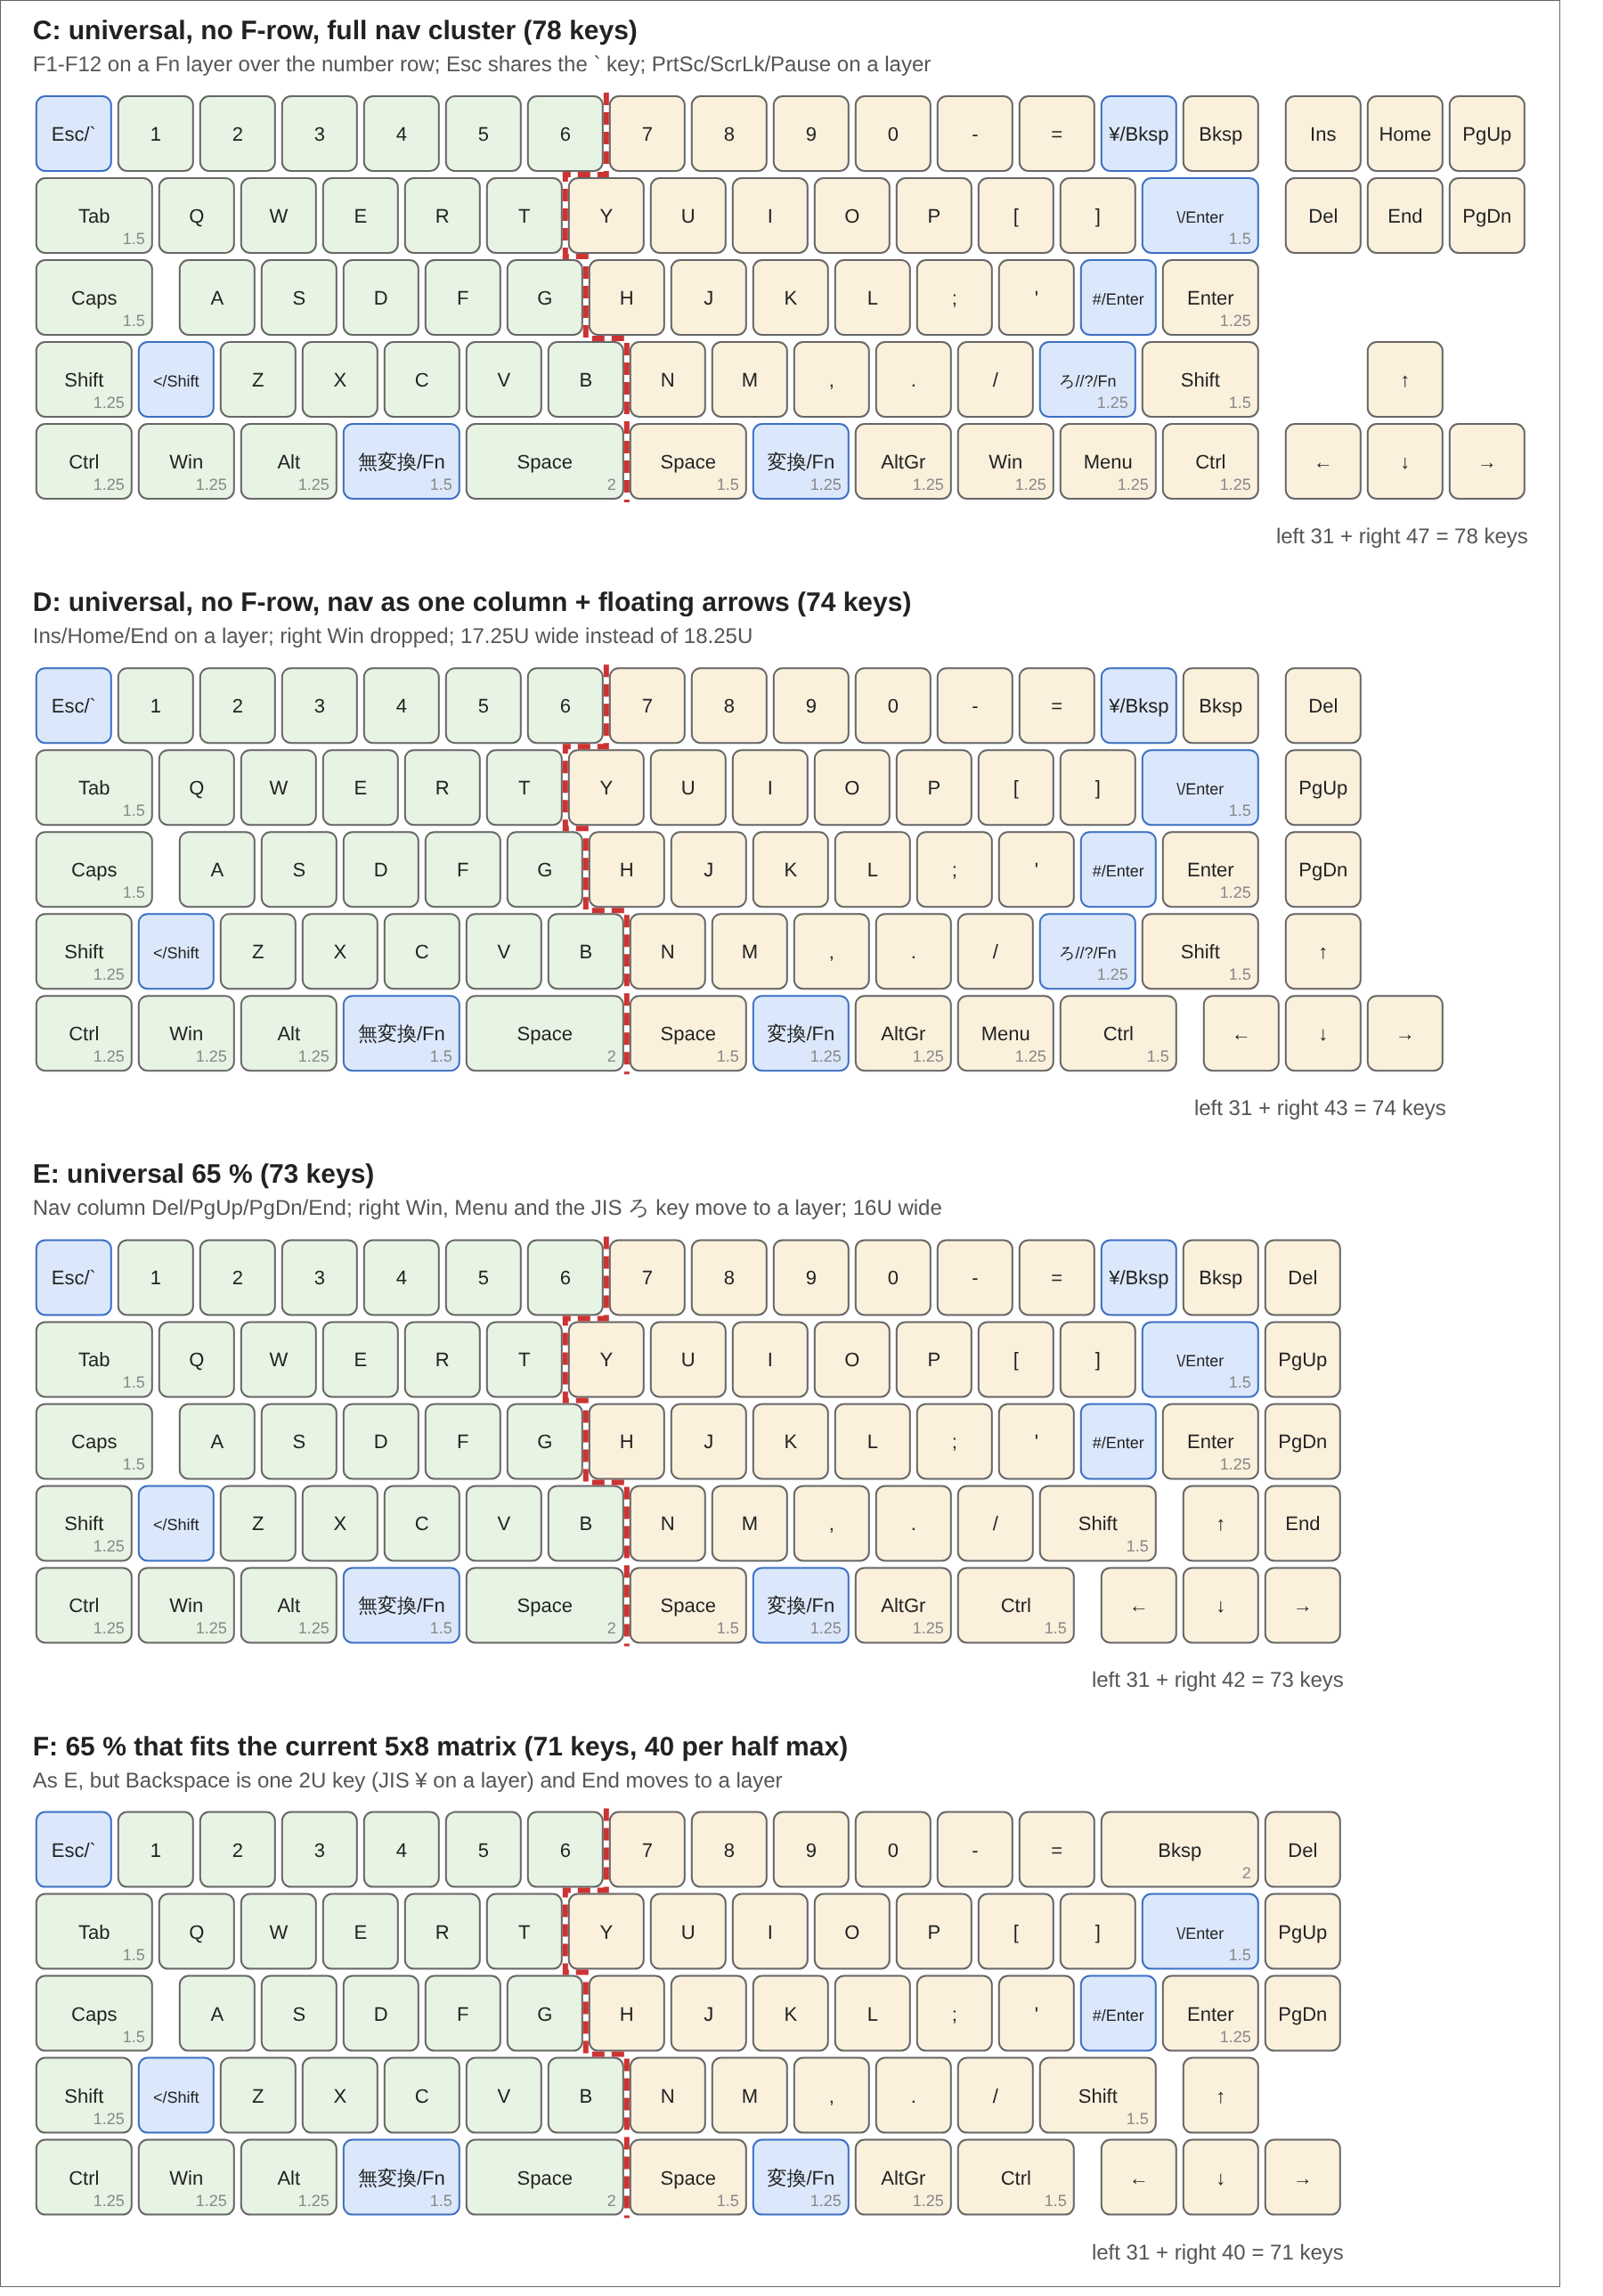 C: universal, no F-row, full nav cluster (78 keys)
F1-F12 on a Fn layer over the number row; Esc shares the ` key; PrtSc/ScrLk/Pause on a layer
Esc/` 1 2 3 4 5 6 7 8 9 0 - = ¥/Bksp Bksp Ins Home PgUp
Tab 1.5 Q W E R T Y U I O P [ ] \/Enter 1.5 Del End PgDn
Caps 1.5 A S D F G H J K L ; ' #/Enter Enter 1.25
Shift 1.25 </Shift Z X C V B N M , . / ろ//?/Fn 1.25 Shift 1.5 ↑
Ctrl 1.25 Win 1.25 Alt 1.25 無変換/Fn 1.5 Space 2 Space 1.5 変換/Fn 1.25 AltGr 1.25 Win 1.25 Menu 1.25 Ctrl 1.25 ← ↓ →
left 31 + right 47 = 78 keys
D: universal, no F-row, nav as one column + floating arrows (74 keys)
Ins/Home/End on a layer; right Win dropped; 17.25U wide instead of 18.25U
Esc/` 1 2 3 4 5 6 7 8 9 0 - = ¥/Bksp Bksp Del
Tab 1.5 Q W E R T Y U I O P [ ] \/Enter 1.5 PgUp
Caps 1.5 A S D F G H J K L ; ' #/Enter Enter 1.25 PgDn
Shift 1.25 </Shift Z X C V B N M , . / ろ//?/Fn 1.25 Shift 1.5 ↑
Ctrl 1.25 Win 1.25 Alt 1.25 無変換/Fn 1.5 Space 2 Space 1.5 変換/Fn 1.25 AltGr 1.25 Menu 1.25 Ctrl 1.5 ← ↓ →
left 31 + right 43 = 74 keys
E: universal 65 % (73 keys)
Nav column Del/PgUp/PgDn/End; right Win, Menu and the JIS ろ key move to a layer; 16U wide
Esc/` 1 2 3 4 5 6 7 8 9 0 - = ¥/Bksp Bksp Del
Tab 1.5 Q W E R T Y U I O P [ ] \/Enter 1.5 PgUp
Caps 1.5 A S D F G H J K L ; ' #/Enter Enter 1.25 PgDn
Shift 1.25 </Shift Z X C V B N M , . / Shift 1.5 ↑ End
Ctrl 1.25 Win 1.25 Alt 1.25 無変換/Fn 1.5 Space 2 Space 1.5 変換/Fn 1.25 AltGr 1.25 Ctrl 1.5 ← ↓ →
left 31 + right 42 = 73 keys
F: 65 % that fits the current 5x8 matrix (71 keys, 40 per half max)
As E, but Backspace is one 2U key (JIS ¥ on a layer) and End moves to a layer
Esc/` 1 2 3 4 5 6 7 8 9 0 - = Bksp 2 Del
Tab 1.5 Q W E R T Y U I O P [ ] \/Enter 1.5 PgUp
Caps 1.5 A S D F G H J K L ; ' #/Enter Enter 1.25 PgDn
Shift 1.25 </Shift Z X C V B N M , . / Shift 1.5 ↑
Ctrl 1.25 Win 1.25 Alt 1.25 無変換/Fn 1.5 Space 2 Space 1.5 変換/Fn 1.25 AltGr 1.25 Ctrl 1.5 ← ↓ →
left 31 + right 40 = 71 keys